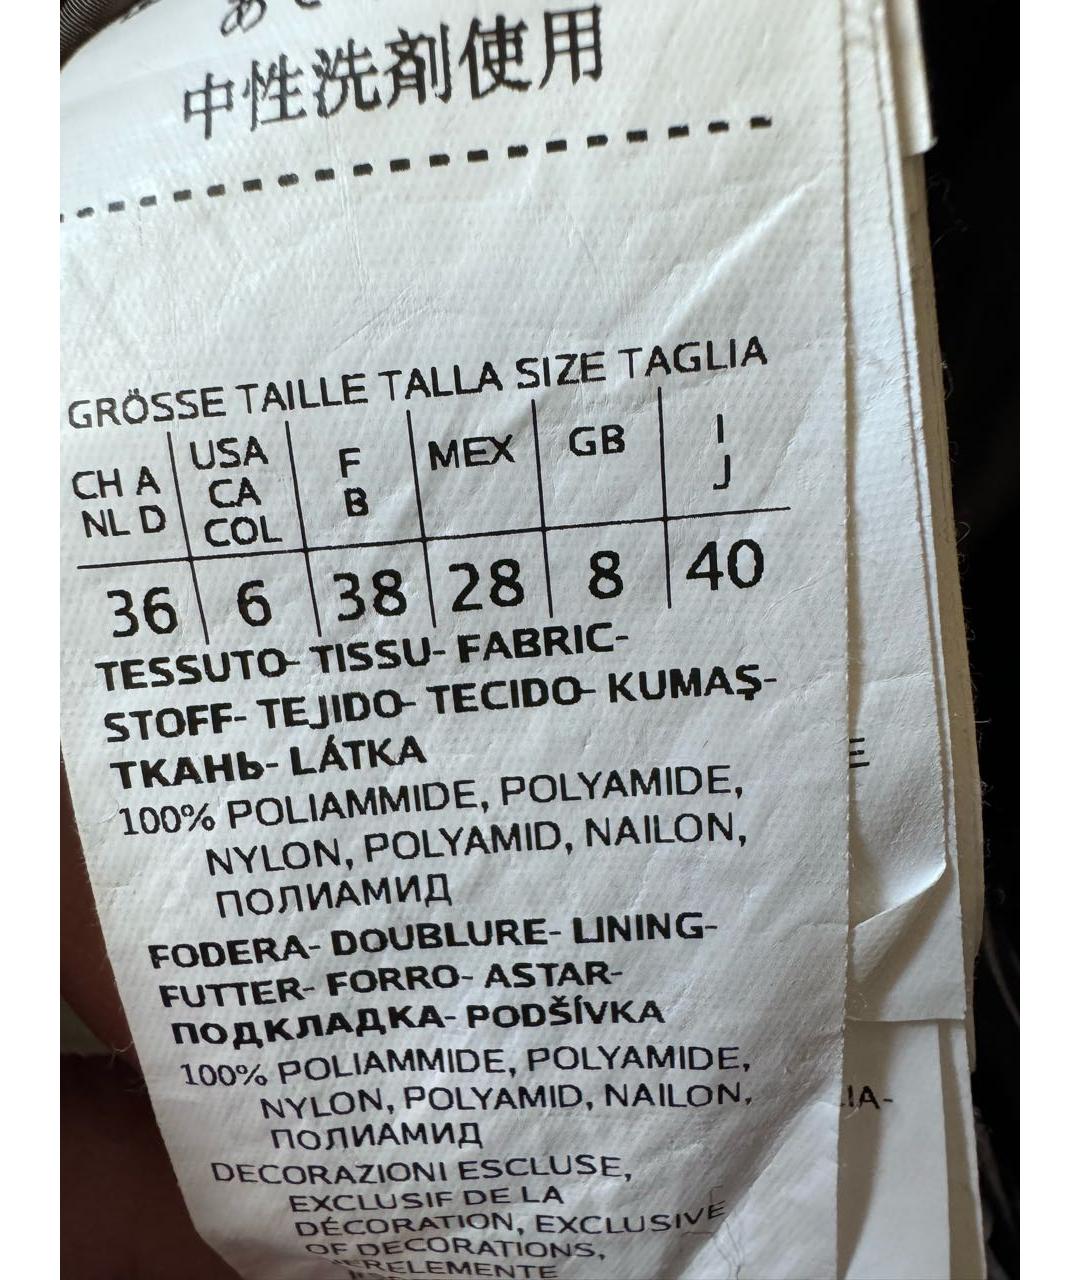 中性洗剤使用
GRÖSSE TAILLE TALLA SIZE TAGLIA
CH A NL D USA CA COL F B MEX GB I J
36 6 38 28 8 40
TESSUTO- TISSU- FABRIC-
STOFF- TEJIDO- TECIDO- KUMAŞ-
ТКАНЬ- LÁTKA
100% POLIAMMIDE, POLYAMIDE,
NYLON, POLYAMID, NAILON,
ПОЛИАМИД
FODERA- DOUBLURE- LINING-
FUTTER- FORRO- ASTAR-
ПОДКЛАДКА- PODŠÍVKA
100% POLIAMMIDE, POLYAMIDE,
NYLON, POLYAMID, NAILON,
ПОЛИАМИД
DECORAZIONI ESCLUSE,
EXCLUSIF DE LA
DÉCORATION, EXCLUSIVE
OF DECORATIONS,